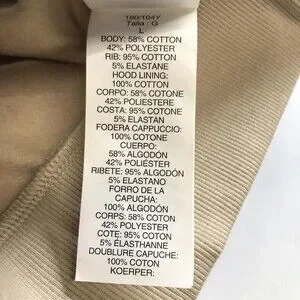 180/104Y
Talla : G
L
BODY: 58% COTTON
42% POLYESTER
RIB: 95% COTTON
5% ELASTANE
HOOD LINING:
100% COTTON
CORPO: 58% COTONE
42% POLIESTERE
COSTA: 95% COTONE
5% ELASTAN
FODERA CAPPUCCIO:
100% COTONE
CUERPO:
58% ALGODÓN
42% POLIÉSTER
RIBETE: 95% ALGODÓN
5% ELASTANO
FORRO DE LA
CAPUCHA:
100% ALGODÓN
CORPS: 58% COTON
42% POLYESTER
COTE: 95% COTON
5% ÉLASTHANNE
DOUBLURE CAPUCHE:
100% COTON
KOERPER: